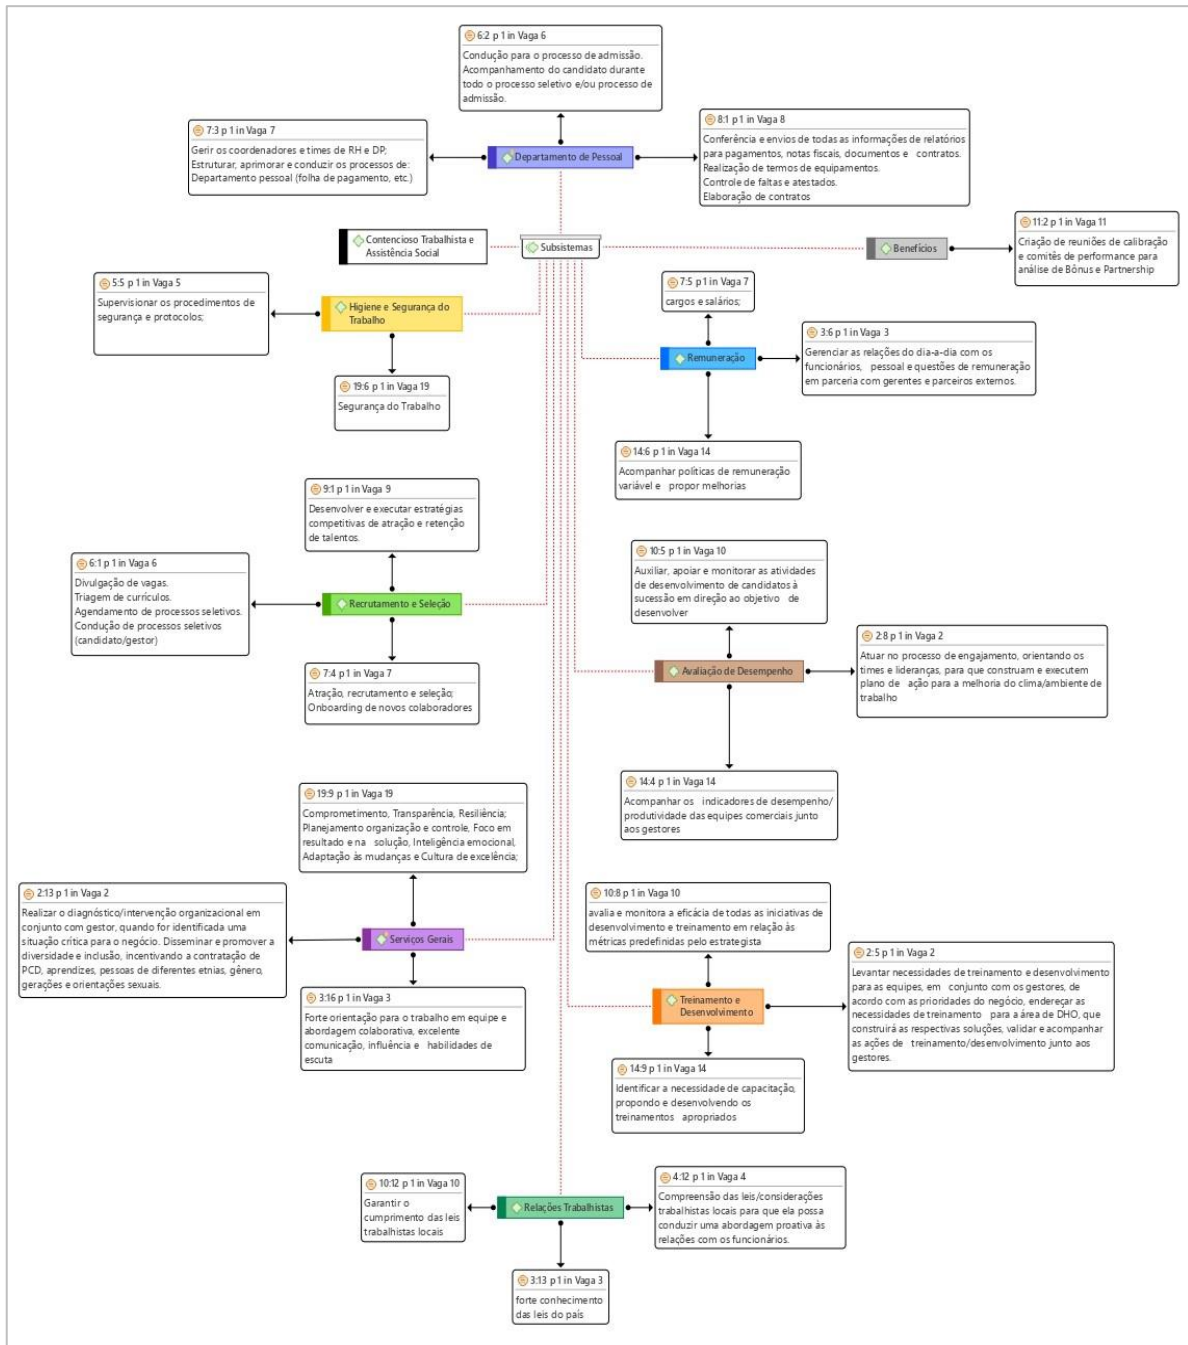 6:2 p 1 in Vaga 6
Condução para o processo de admissão.
Acompanhamento do candidato durante
todo o processo seletivo e/ou processo de
admissão.
7:3 p 1 in Vaga 7
Gerir os coordenadores e times de RH e DP;
Estruturar, aprimorar e conduzir os processos de:
Departamento pessoal (folha de pagamento, etc.)
Departamento de Pessoal
8:1 p 1 in Vaga 8
Conferência e envios de todas as informações de relatórios
para pagamentos, notas fiscais, documentos e contratos.
Realização de termos de equipamentos.
Controle de faltas e atestados.
Elaboração de contratos
Contencioso Trabalhista e
Assistência Social
Subsistemas
Benefícios
11:2 p 1 in Vaga 11
Criação de reuniões de calibração
e comitês de performance para
análise de Bônus e Partnership
5:5 p 1 in Vaga 5
Supervisionar os procedimentos de
segurança e protocolos;
Higiene e Segurança do
Trabalho
19:6 p 1 in Vaga 19
Segurança do Trabalho
7:5 p 1 in Vaga 7
cargos e salários;
Remuneração
3:6 p 1 in Vaga 3
Gerenciar as relações do dia-a-dia com os
funcionários, pessoal e questões de remuneração
em parceria com gerentes e parceiros externos.
14:6 p 1 in Vaga 14
Acompanhar políticas de remuneração
variável e propor melhorias
9:1 p 1 in Vaga 9
Desenvolver e executar estratégias
competitivas de atração e retenção
de talentos.
6:1 p 1 in Vaga 6
Divulgação de vagas.
Triagem de currículos.
Agendamento de processos seletivos.
Condução de processos seletivos
(candidato/gestor)
Recrutamento e Seleção
7:4 p 1 in Vaga 7
Atração, recrutamento e seleção;
Onboarding de novos colaboradores
10:5 p 1 in Vaga 10
Auxiliar, apoiar e monitorar as atividades
de desenvolvimento de candidatos à
sucessão em direção ao objetivo de
desenvolver
Avaliação de Desempenho
2:8 p 1 in Vaga 2
Atuar no processo de engajamento, orientando os
times e lideranças, para que construam e executem
plano de ação para a melhoria do clima/ambiente de
trabalho
14:4 p 1 in Vaga 14
Acompanhar os indicadores de desempenho/
produtividade das equipes comerciais junto
aos gestores
19:9 p 1 in Vaga 19
Comprometimento, Transparência, Resiliência;
Planejamento organização e controle, Foco em
resultado e na solução, Inteligência emocional,
Adaptação às mudanças e Cultura de excelência;
2:13 p 1 in Vaga 2
Realizar o diagnóstico/intervenção organizacional em
conjunto com gestor, quando for identificada uma
situação crítica para o negócio. Disseminar e promover a
diversidade e inclusão, incentivando a contratação de
PCD, aprendizes, pessoas de diferentes etnias, gênero,
gerações e orientações sexuais.
Serviços Gerais
3:16 p 1 in Vaga 3
Forte orientação para o trabalho em equipe e
abordagem colaborativa, excelente
comunicação, influência e habilidades de
escuta
10:8 p 1 in Vaga 10
avalia e monitora a eficácia de todas as iniciativas de
desenvolvimento e treinamento em relação às
métricas predefinidas pelo estrategista
Treinamento e
Desenvolvimento
2:5 p 1 in Vaga 2
Levantar necessidades de treinamento e desenvolvimento
para as equipes, em conjunto com os gestores, de
acordo com as prioridades do negócio, endereçar as
necessidades de treinamento para a área de DHO, que
construirá as respectivas soluções, validar e acompanhar
as ações de treinamento/desenvolvimento junto aos
gestores.
14:9 p 1 in Vaga 14
Identificar a necessidade de capacitação,
propondo e desenvolvendo os
treinamentos apropriados
10:12 p 1 in Vaga 10
Garantir o
cumprimento das leis
trabalhistas locais
Relações Trabalhistas
4:12 p 1 in Vaga 4
Compreensão das leis/considerações
trabalhistas locais para que ela possa
conduzir uma abordagem proativa às
relações com os funcionários.
3:13 p 1 in Vaga 3
forte conhecimento
das leis do país